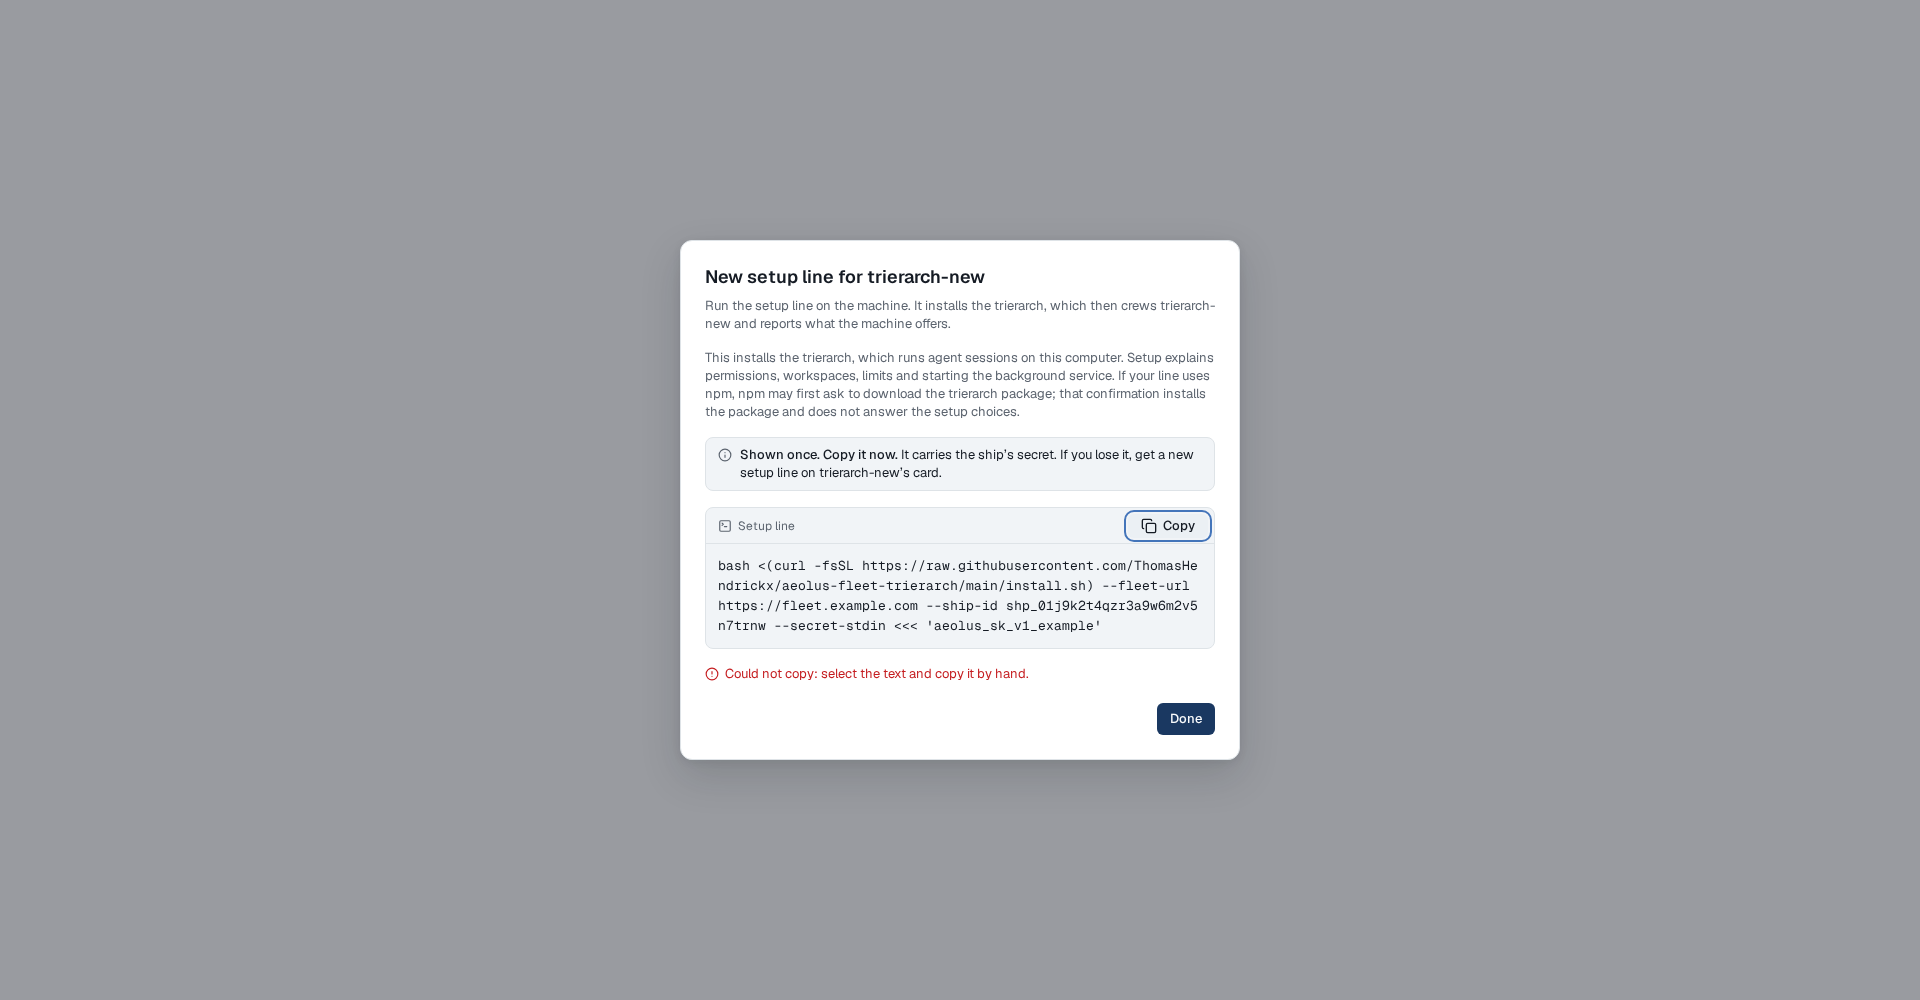 New setup line for trierarch-new
Run the setup line on the machine. It installs the trierarch, which then crews trierarch-
new and reports what the machine offers.
This installs the trierarch, which runs agent sessions on this computer. Setup explains
permissions, workspaces, limits and starting the background service. If your line uses
npm, npm may first ask to download the trierarch package; that confirmation installs
the package and does not answer the setup choices.
Shown once. Copy it now. It carries the ship's secret. If you lose it, get a new
setup line on trierarch-new's card.
Setup line
Copy
bash <(curl -fsSL https://raw.githubusercontent.com/ThomasHe
ndrickx/aeolus-fleet-trierarch/main/install.sh) --fleet-url
https://fleet.example.com --ship-id shp_01j9k2t4qzr3a9w6m2v5
n7trnw --secret-stdin <<< 'aeolus_sk_v1_example'
Could not copy: select the text and copy it by hand.
Done